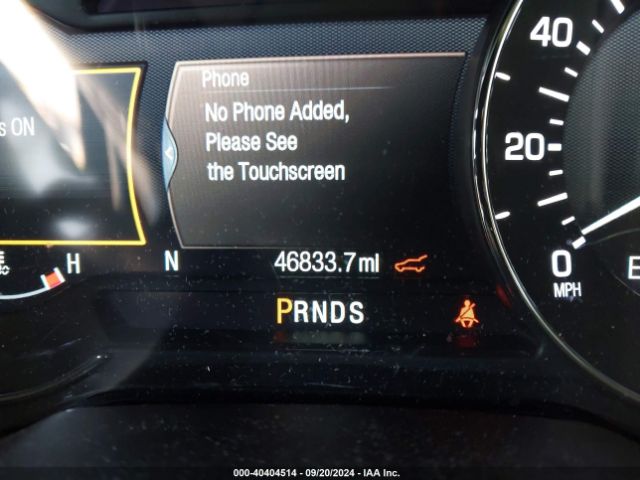 Phone
s ON
No Phone Added,
Please See
the Touchscreen
40
20
0
MPH
H
N
46833.7mi
E
PRNDS
000-40404514 - 09/20/2024 - IAA Inc.